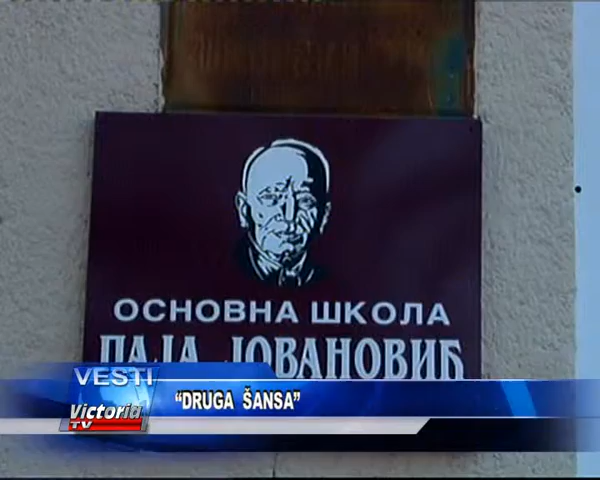 ОСНОВНА ШКОЛА
ПАЈА ЈОВАНОВИЋ
VESTI
"DRUGA ŠANSA"
Victoria
TV